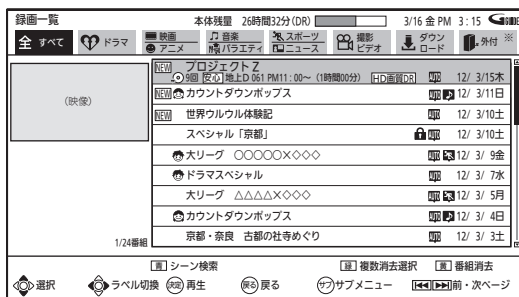 録画一覧 本体残量 26時間32分(DR) 3/16 金 PM 3:15 GGUIDE
全 すべて ドラマ 映画 アニメ 音楽 バラエティ スポーツ ニュース 撮影ビデオ ダウンロード 外付 ※
(映像)
NEW プロジェクトZ
9回 安心 地上D 061 PM11:00〜 (1時間00分) HD画質DR 12/ 3/15木
NEW カウントダウンポップス 12/ 3/11日
NEW 世界ウルウル体験記 12/ 3/10土
スペシャル「京都」 12/ 3/10土
大リーグ ○○○○○×◇◇◇ 12/ 3/ 9金
ドラマスペシャル 12/ 3/ 7水
大リーグ △△△△×◇◇◇ 12/ 3/ 5月
カウントダウンポップス 12/ 3/ 4日
京都・奈良 古都の社寺めぐり 12/ 3/ 3土
1/24番組
青 シーン検索 緑 複数消去選択 黄 番組消去
選択 ラベル切換 決定 再生 戻る 戻る サブ サブメニュー 前・次ページ